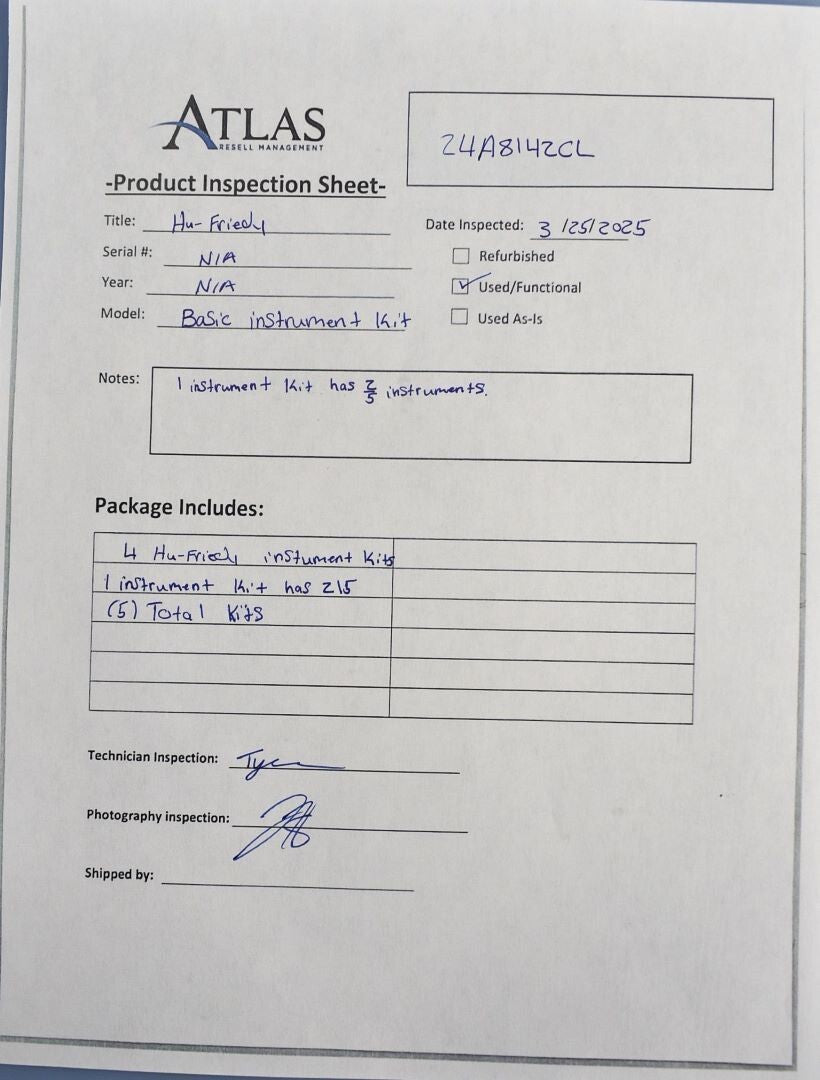 ATLAS
RESELL MANAGEMENT
24A8142CL
-Product Inspection Sheet-
Title: Hu-Friedy
Date Inspected: 3/25/2025
Serial #: N/A
Refurbished
Year: N/A
Used/Functional
Model: Basic instrument Kit
Used As-Is
Notes: 1 instrument Kit has 2/5 instruments.
Package Includes:
4 Hu-Friedy instument Kits
1 instrument Kit has 2/5
(5) Total Kits
Technician Inspection:
Photography inspection:
Shipped by: